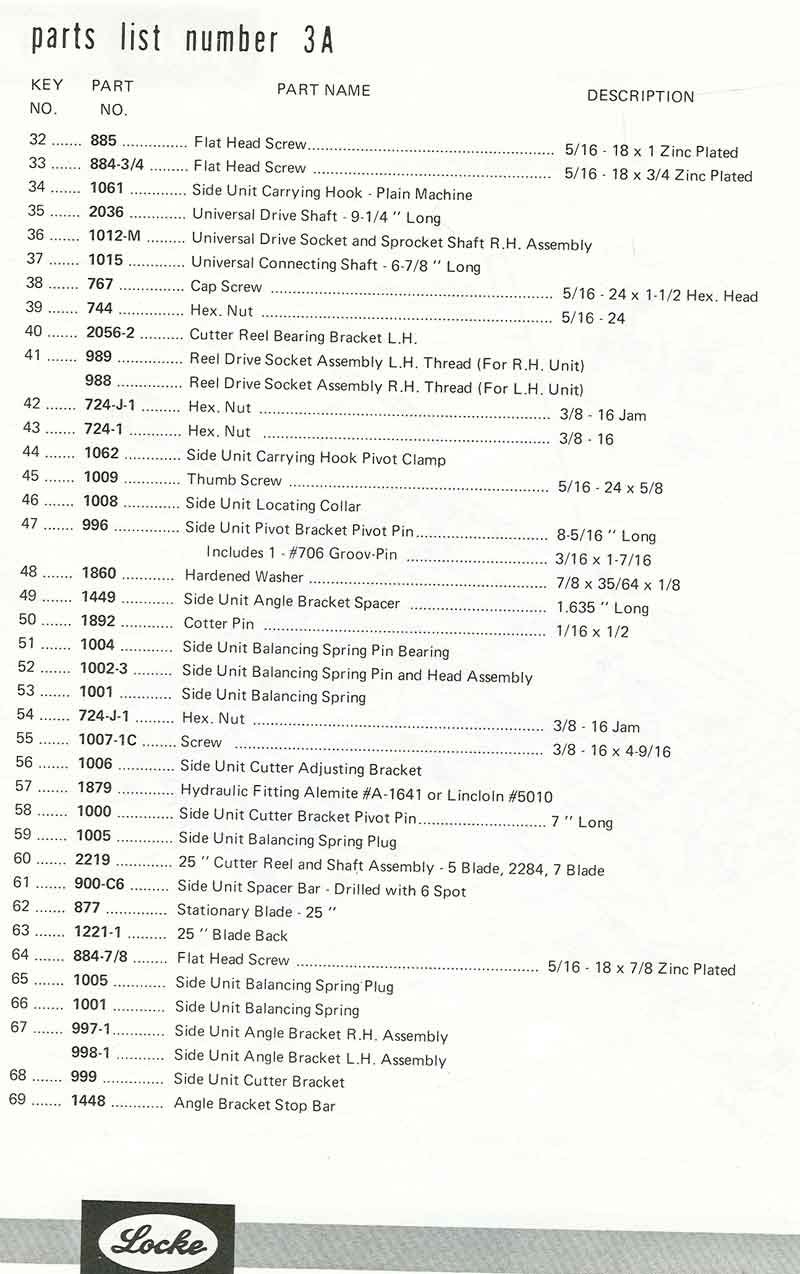 parts list number 3A
KEY NO. PART NO. PART NAME DESCRIPTION
32 ....... 885 ............... Flat Head Screw ............... 5/16 - 18 x 1 Zinc Plated
33 ....... 884-3/4 ......... Flat Head Screw ............... 5/16 - 18 x 3/4 Zinc Plated
34 ....... 1061 ............. Side Unit Carrying Hook - Plain Machine
35 ....... 2036 ............. Universal Drive Shaft - 9-1/4 " Long
36 ....... 1012-M ......... Universal Drive Socket and Sprocket Shaft R.H. Assembly
37 ....... 1015 ............. Universal Connecting Shaft - 6-7/8 " Long
38 ....... 767 ............... Cap Screw ............... 5/16 - 24 x 1-1/2 Hex. Head
39 ....... 744 ............... Hex. Nut ............... 5/16 - 24
40 ....... 2056-2 .......... Cutter Reel Bearing Bracket L.H.
41 ....... 989 ............... Reel Drive Socket Assembly L.H. Thread (For R.H. Unit)
988 ............... Reel Drive Socket Assembly R.H. Thread (For L.H. Unit)
42 ....... 724-J-1 ......... Hex. Nut ............... 3/8 - 16 Jam
43 ....... 724-1 ............ Hex. Nut ............... 3/8 - 16
44 ....... 1062 ............. Side Unit Carrying Hook Pivot Clamp
45 ....... 1009 ............. Thumb Screw ............... 5/16 - 24 x 5/8
46 ....... 1008 ............. Side Unit Locating Collar
47 ....... 996 ............... Side Unit Pivot Bracket Pivot Pin ............... 8-5/16 " Long
Includes 1 - #706 Groov-Pin ............... 3/16 x 1-7/16
48 ....... 1860 ............. Hardened Washer ............... 7/8 x 35/64 x 1/8
49 ....... 1449 ............. Side Unit Angle Bracket Spacer ............... 1.635 " Long
50 ....... 1892 ............. Cotter Pin ............... 1/16 x 1/2
51 ....... 1004 ............. Side Unit Balancing Spring Pin Bearing
52 ....... 1002-3 .......... Side Unit Balancing Spring Pin and Head Assembly
53 ....... 1001 ............. Side Unit Balancing Spring
54 ....... 724-J-1 ......... Hex. Nut ............... 3/8 - 16 Jam
55 ....... 1007-1C ........ Screw ............... 3/8 - 16 x 4-9/16
56 ....... 1006 ............. Side Unit Cutter Adjusting Bracket
57 ....... 1879 ............. Hydraulic Fitting Alemite #A-1641 or Lincloln #5010
58 ....... 1000 ............. Side Unit Cutter Bracket Pivot Pin ............... 7 " Long
59 ....... 1005 ............. Side Unit Balancing Spring Plug
60 ....... 2219 ............. 25 " Cutter Reel and Shaft Assembly - 5 Blade, 2284, 7 Blade
61 ....... 900-C6 ......... Side Unit Spacer Bar - Drilled with 6 Spot
62 ....... 877 ............... Stationary Blade - 25 "
63 ....... 1221-1 .......... 25 " Blade Back
64 ....... 884-7/8 ........ Flat Head Screw ............... 5/16 - 18 x 7/8 Zinc Plated
65 ....... 1005 ............. Side Unit Balancing Spring Plug
66 ....... 1001 ............. Side Unit Balancing Spring
67 ....... 997-1 ............ Side Unit Angle Bracket R.H. Assembly
998-1 ............ Side Unit Angle Bracket L.H. Assembly
68 ....... 999 ............... Side Unit Cutter Bracket
69 ....... 1448 ............. Angle Bracket Stop Bar
Locke